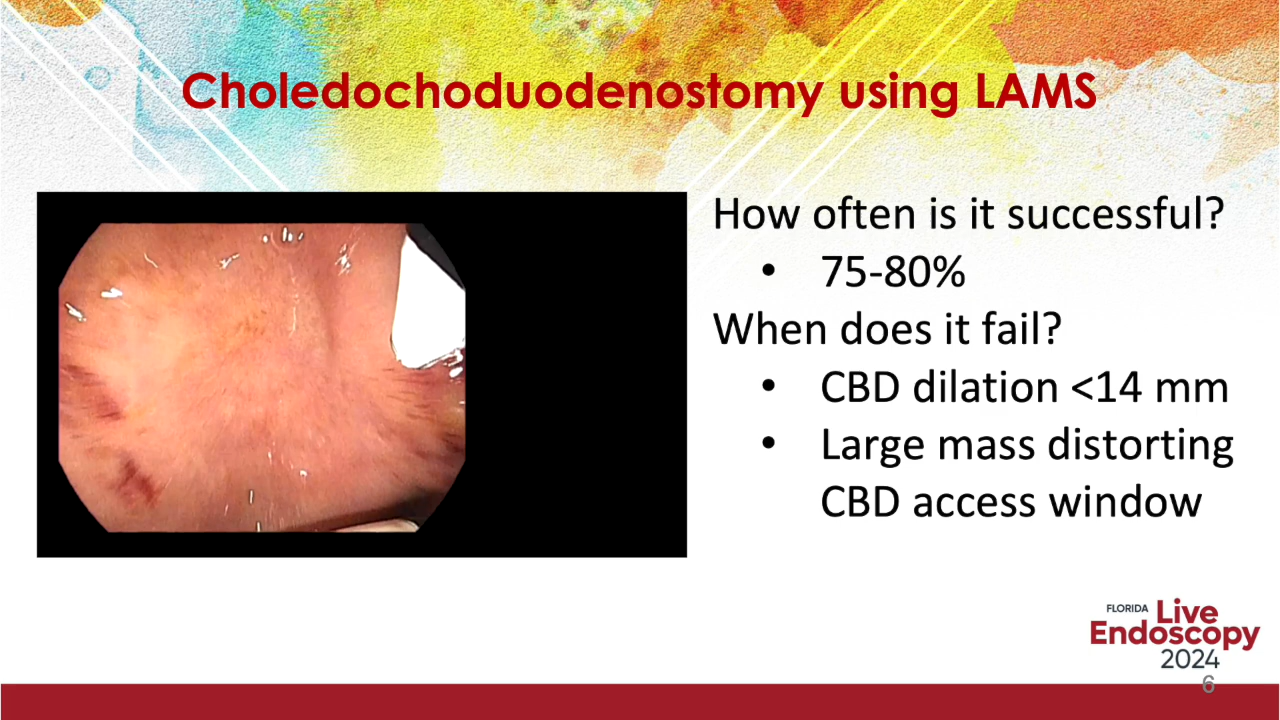 Choledochoduodenostomy using LAMS
How often is it successful?
• 75-80%
When does it fail?
• CBD dilation <14 mm
• Large mass distorting
CBD access window
FLORIDA Live
Endoscopy
2024
6